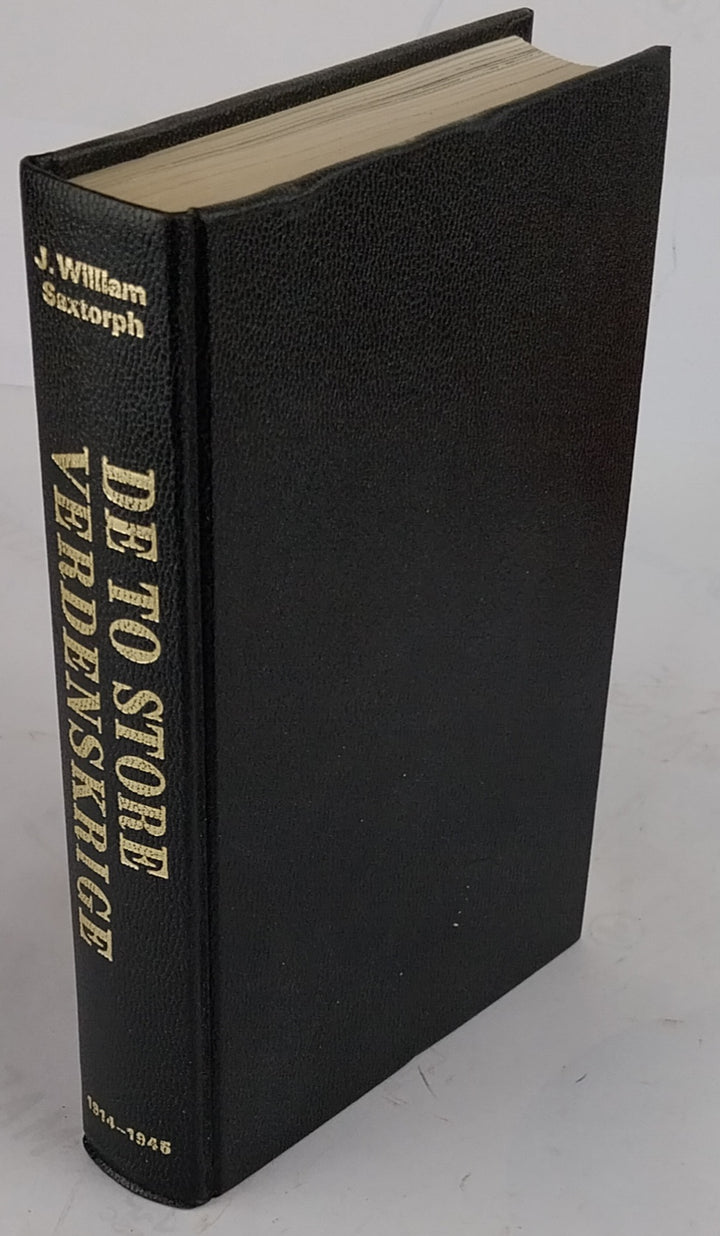 J. William
Saxtorph
DE TO STORE
VERDENSKRIGE
1914-1945